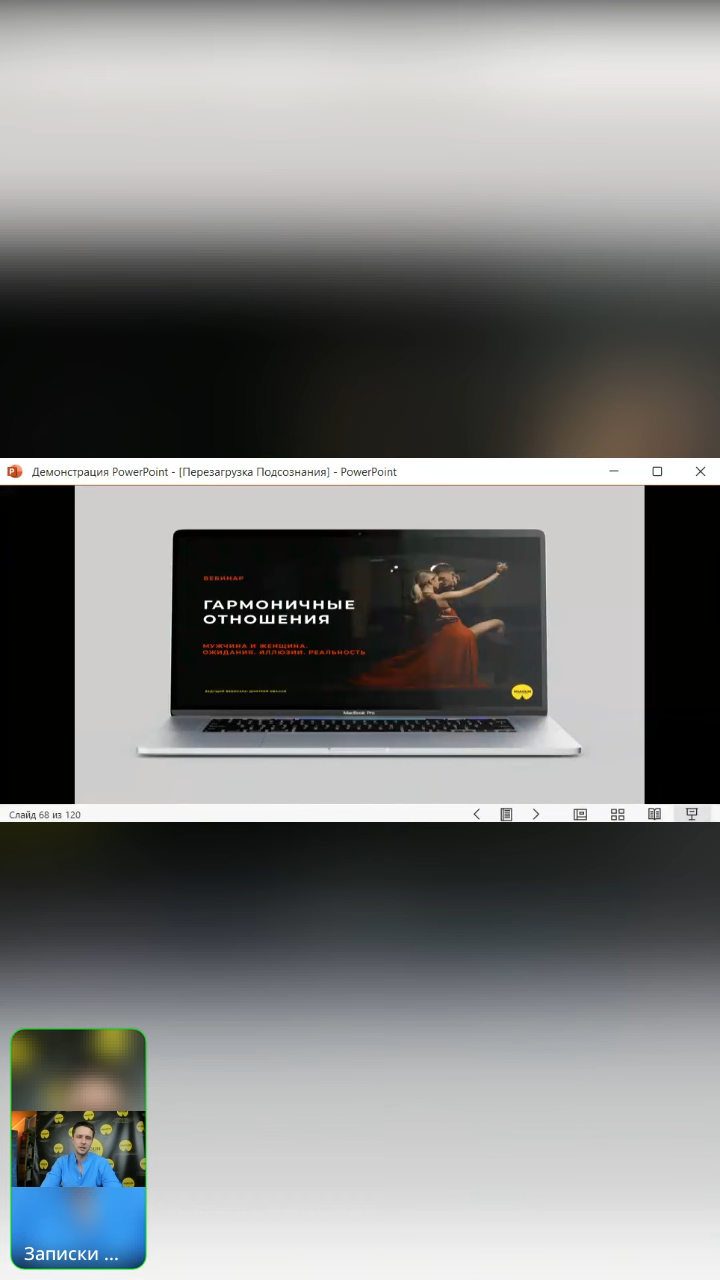 Демонстрация PowerPoint - [Перезагрузка Подсознания] - PowerPoint
ВЕБИНАР
ГАРМОНИЧНЫЕ
ОТНОШЕНИЯ
МУЖЧИНА И ЖЕНЩИНА.
ОЖИДАНИЯ. ИЛЛЮЗИИ. РЕАЛЬНОСТЬ
MacBook Pro
Слайд 68 из 120
Записки ...